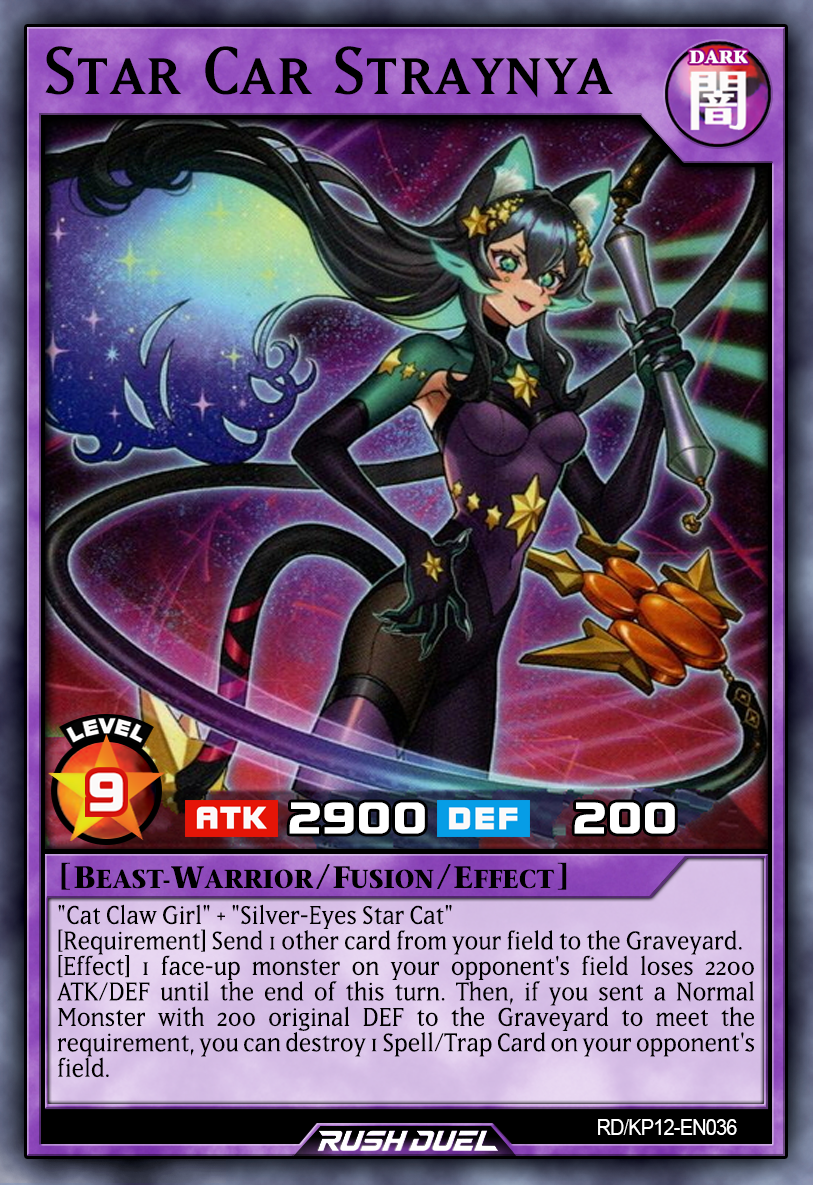 Star Car Straynya
DARK
闇
LEVEL
9
ATK 2900 DEF 200
[Beast-Warrior/Fusion/Effect]
"Cat Claw Girl" + "Silver-Eyes Star Cat"
[Requirement] Send 1 other card from your field to the Graveyard.
[Effect] 1 face-up monster on your opponent's field loses 2200
ATK/DEF until the end of this turn. Then, if you sent a Normal
Monster with 200 original DEF to the Graveyard to meet the
requirement, you can destroy 1 Spell/Trap Card on your opponent's
field.
RD/KP12-EN036
RUSH DUEL